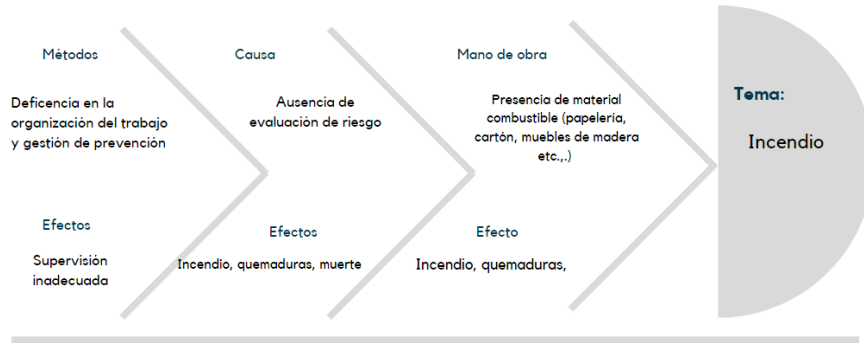 Métodos
Deficencia en la
organización del trabajo
y gestión de prevención
Causa
Ausencia de
evaluación de riesgo
Mano de obra
Presencia de material
combustible (papelería,
cartón, muebles de madera
etc.,.)
Tema:
Incendio
Efectos
Supervisión
inadecuada
Efectos
Incendio, quemaduras, muerte
Efecto
Incendio, quemaduras,